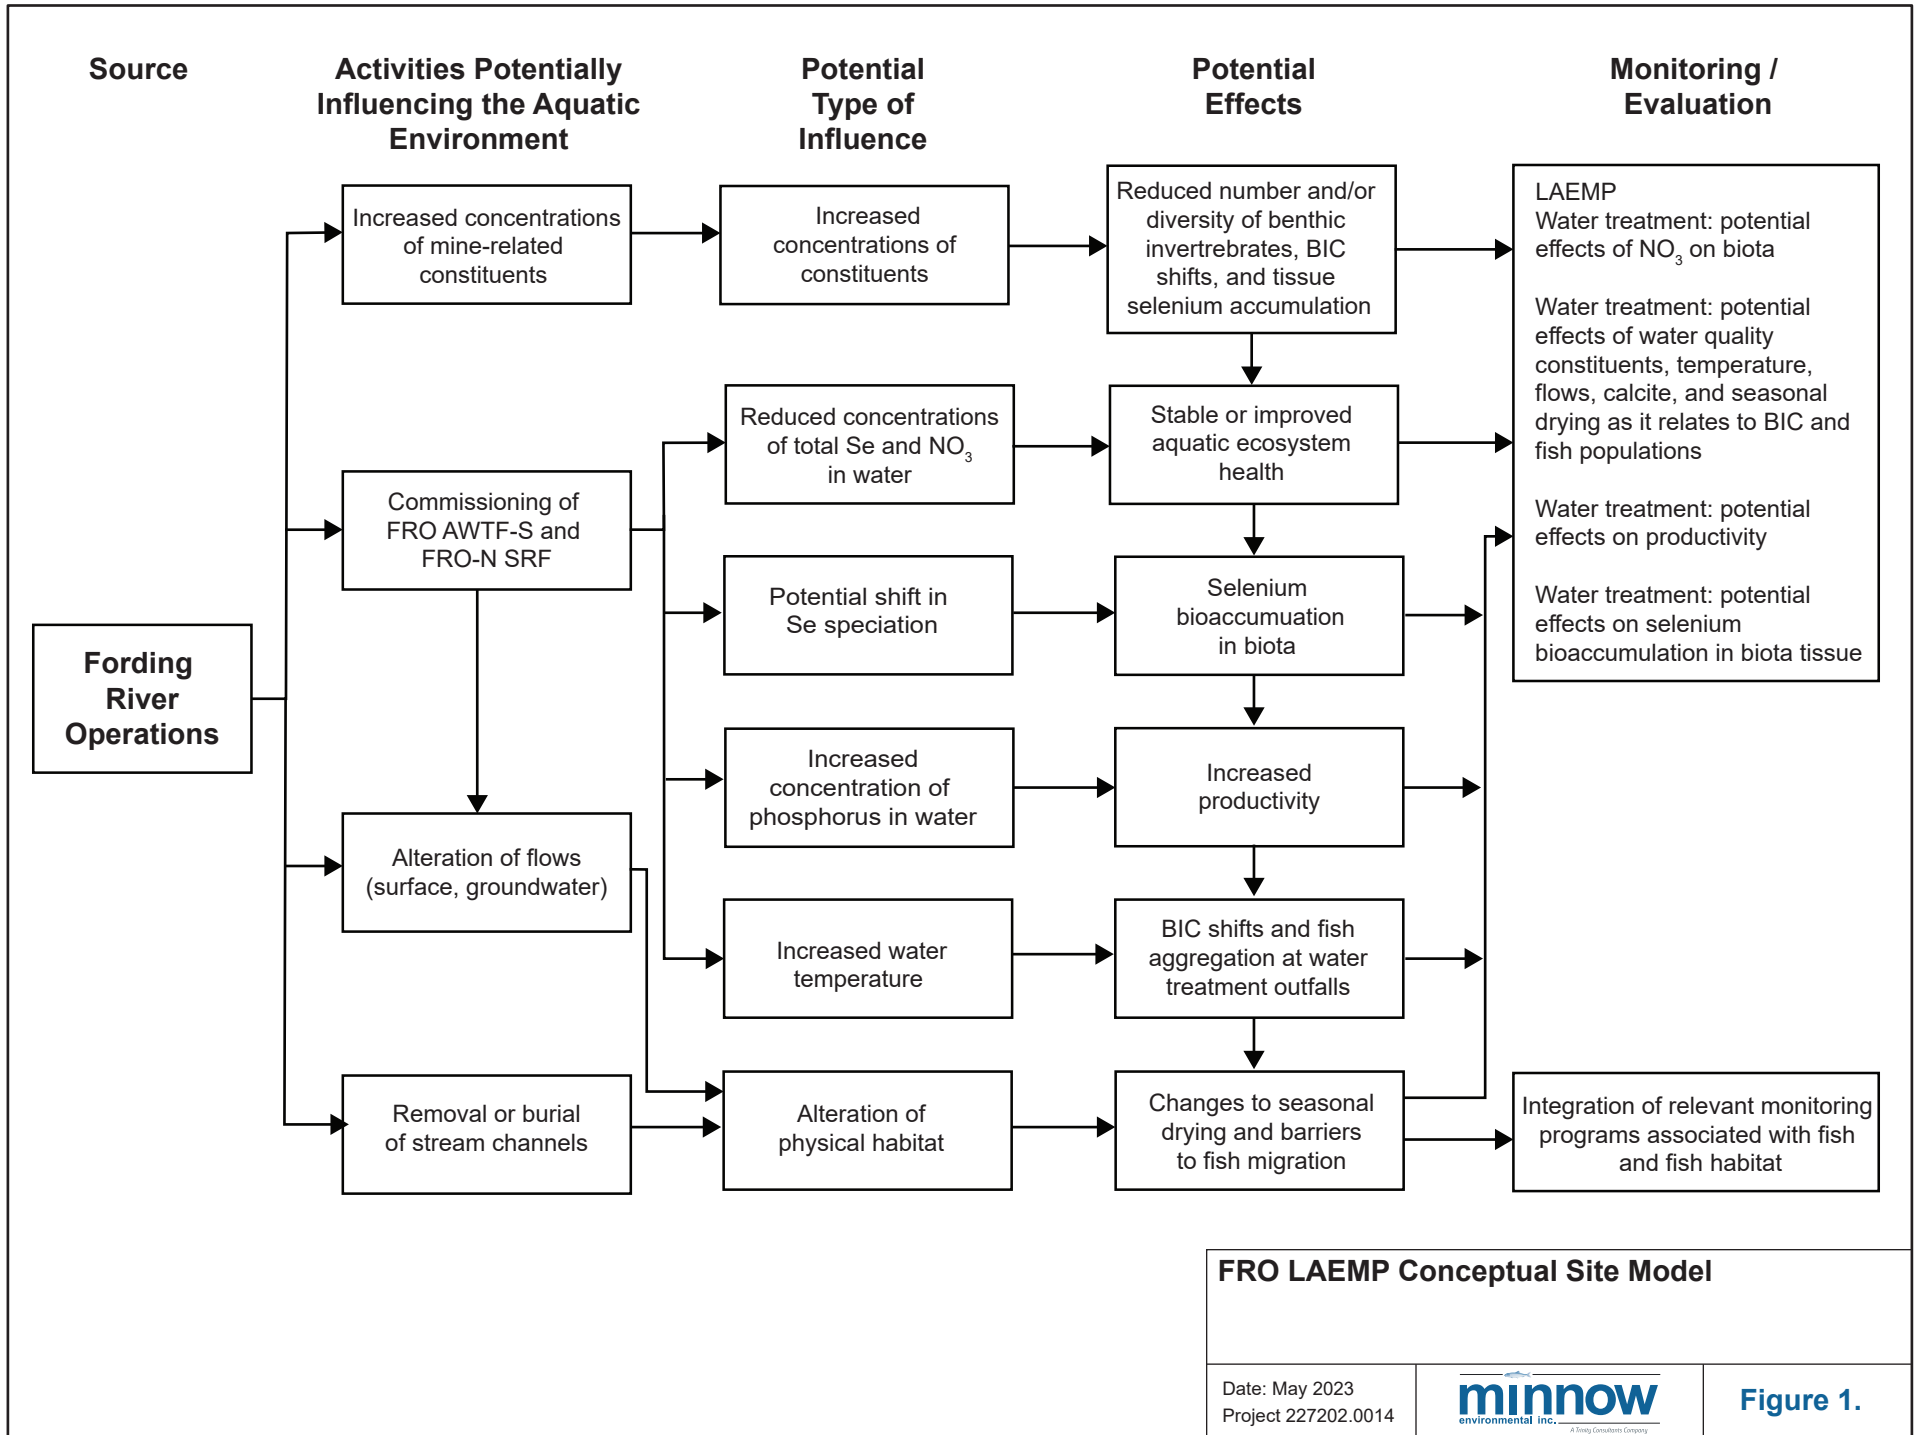 Source
Activities Potentially
Influencing the Aquatic
Environment
Potential
Type of
Influence
Potential
Effects
Monitoring /
Evaluation
Fording
River
Operations
Increased concentrations
of mine-related
constituents
Commissioning of
FRO AWTF-S and
FRO-N SRF
Alteration of flows
(surface, groundwater)
Removal or burial
of stream channels
Increased
concentrations of
constituents
Reduced concentrations
of total Se and NO3
in water
Potential shift in
Se speciation
Increased
concentration of
phosphorus in water
Increased water
temperature
Alteration of
physical habitat
Reduced number and/or
diversity of benthic
invertrebrates, BIC
shifts, and tissue
selenium accumulation
Stable or improved
aquatic ecosystem
health
Selenium
bioaccumuation
in biota
Increased
productivity
BIC shifts and fish
aggregation at water
treatment outfalls
Changes to seasonal
drying and barriers
to fish migration
LAEMP
Water treatment: potential
effects of NO3 on biota
Water treatment: potential
effects of water quality
constituents, temperature,
flows, calcite, and seasonal
drying as it relates to BIC and
fish populations
Water treatment: potential
effects on productivity
Water treatment: potential
effects on selenium
bioaccumulation in biota tissue
Integration of relevant monitoring
programs associated with fish
and fish habitat
FRO LAEMP Conceptual Site Model
Date: May 2023
Project 227202.0014
minnow
environmental inc.
A Trinity Consultants Company
Figure 1.